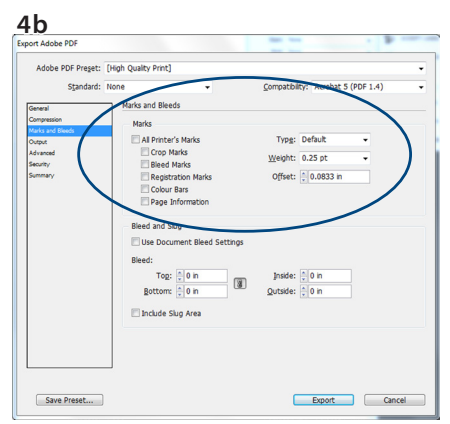 4b
Export Adobe PDF
Adobe PDF Preset: [High Quality Print]
Standard: None Compatibility: Acrobat 5 (PDF 1.4)
General
Compression
Marks and Bleeds
Output
Advanced
Security
Summary
Marks and Bleeds
Marks
All Printer's Marks
Crop Marks
Bleed Marks
Registration Marks
Colour Bars
Page Information
Type: Default
Weight: 0.25 pt
Offset: 0.0833 in
Bleed and Slug
Use Document Bleed Settings
Bleed:
Top: 0 in Inside: 0 in
Bottom: 0 in Outside: 0 in
Include Slug Area
Save Preset... Export Cancel